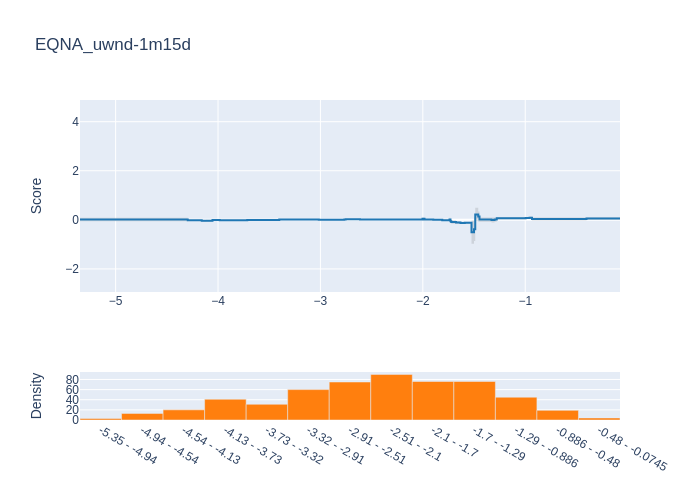 EQNA_uwnd-1m15d
Score
4
2
0
−2
−5
−4
−3
−2
−1
Density
80
60
40
20
0
-5.35 - -4.94
-4.94 - -4.54
-4.54 - -4.13
-4.13 - -3.73
-3.73 - -3.32
-3.32 - -2.91
-2.91 - -2.51
-2.51 - -2.1
-2.1 - -1.7
-1.7 - -1.29
-1.29 - -0.886
-0.886 - -0.48
-0.48 - -0.0745